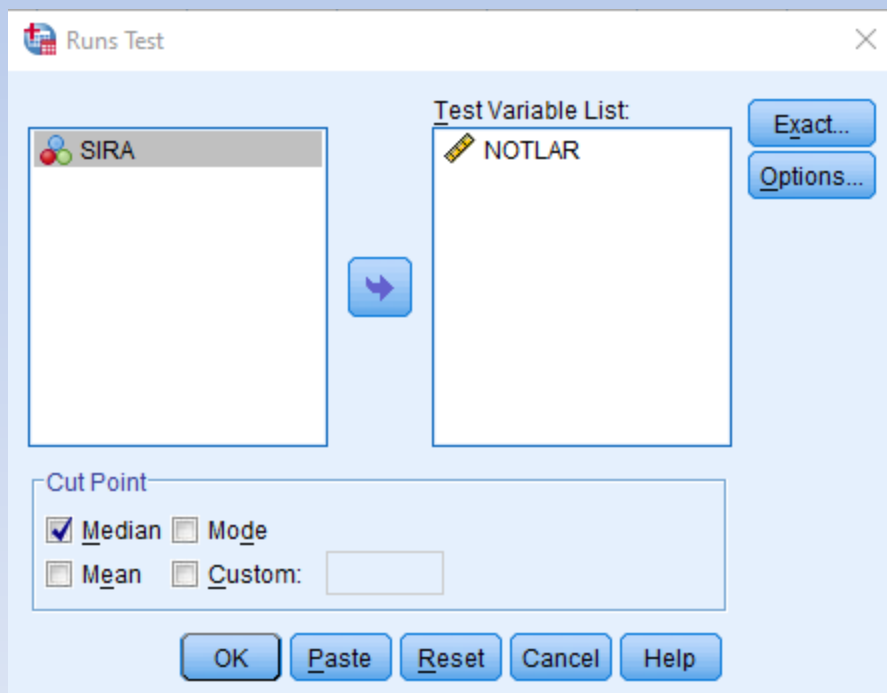 Runs Test
Test Variable List:
SIRA
NOTLAR
Exact...
Options...
Cut Point
Median Mode
Mean Custom:
OK Paste Reset Cancel Help